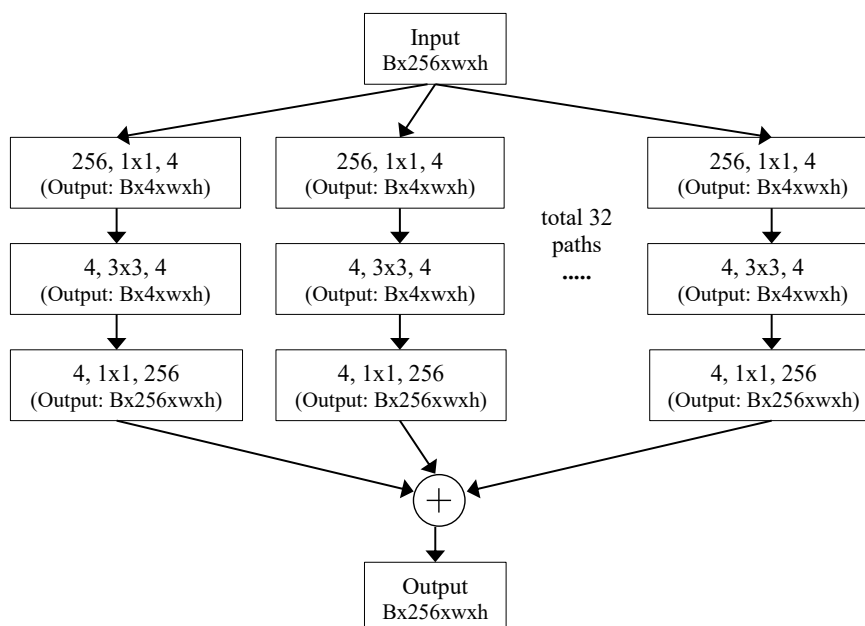 Input
Bx256xwxh
256, 1x1, 4
(Output: Bx4xwxh)
256, 1x1, 4
(Output: Bx4xwxh)
256, 1x1, 4
(Output: Bx4xwxh)
total 32
paths
.....
4, 3x3, 4
(Output: Bx4xwxh)
4, 3x3, 4
(Output: Bx4xwxh)
4, 3x3, 4
(Output: Bx4xwxh)
4, 1x1, 256
(Output: Bx256xwxh)
4, 1x1, 256
(Output: Bx256xwxh)
4, 1x1, 256
(Output: Bx256xwxh)
+
Output
Bx256xwxh